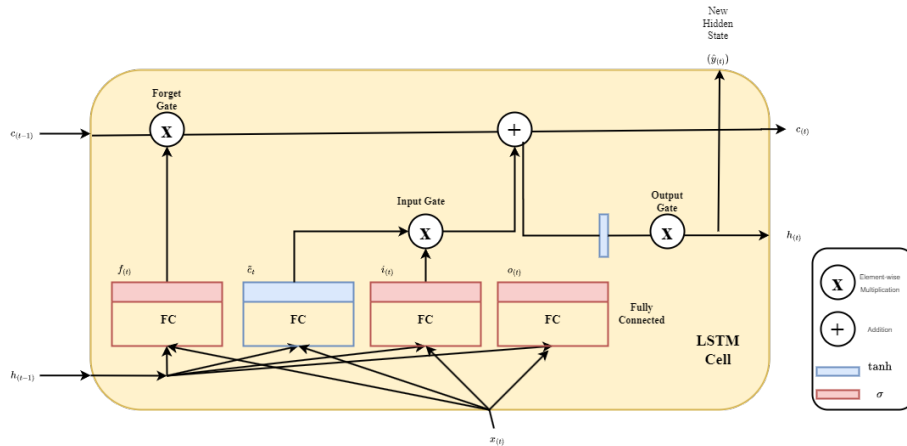 New
Hidden
State
(ŷ₍t₎)
Forget
Gate
c₍t-1₎
X
+
c₍t₎
Input Gate
Output
Gate
X
X
h₍t₎
f₍t₎
c̃ₜ
i₍t₎
o₍t₎
FC
FC
FC
FC
Fully
Connected
LSTM
Cell
h₍t-1₎
x₍t₎
X
Element-wise
Multiplication
+
Addition
tanh
σ